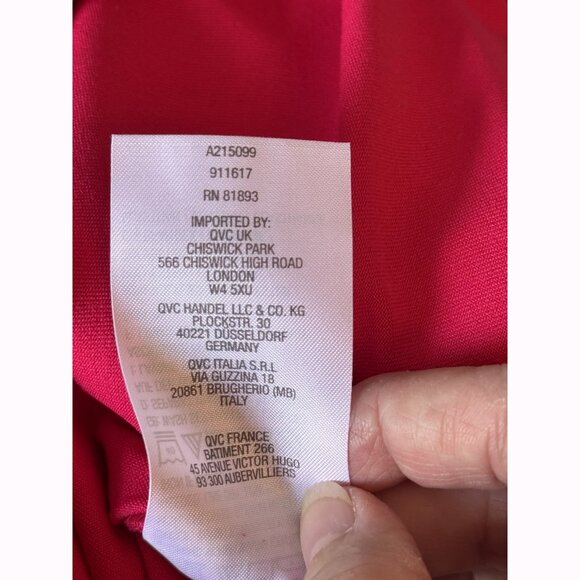 A215099
911617
RN 81893
IMPORTED BY:
QVC UK
CHISWICK PARK
566 CHISWICK HIGH ROAD
LONDON
W4 5XU
QVC HANDEL LLC & CO. KG
PLOCKSTR. 30
40221 DÜSSELDORF
GERMANY
QVC ITALIA S.R.L
VIA GUZZINA 18
20861 BRUGHERIO (MB)
ITALY
QVC FRANCE
BATIMENT 266
45 AVENUE VICTOR HUGO
93 300 AUBERVILLIERS